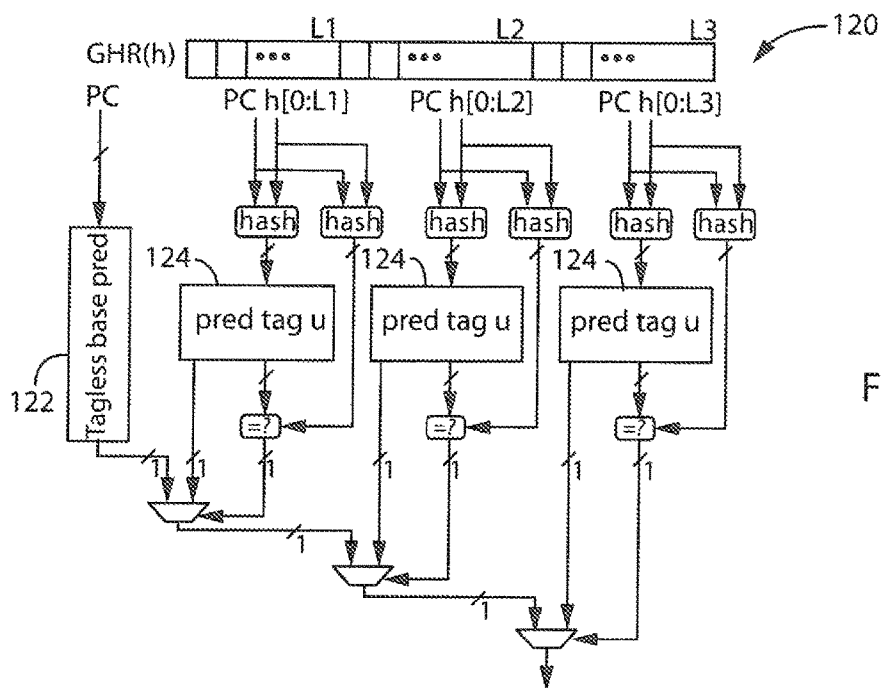 L1 L2 L3
120
GHR(h)
PC
PC h[0:L1] PC h[0:L2] PC h[0:L3]
hash hash hash hash hash hash
124 124 124
pred tag u pred tag u pred tag u
Tagless base pred
122
F
=? =? =?
1 1 1 1 1 1 1
1
1